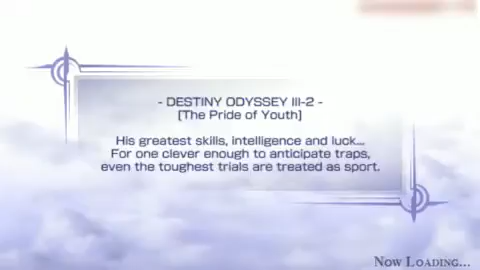 - DESTINY ODYSSEY III-2 -
[The Pride of Youth]
His greatest skills, intelligence and luck...
For one clever enough to anticipate traps,
even the toughest trials are treated as sport.
NOW LOADING...